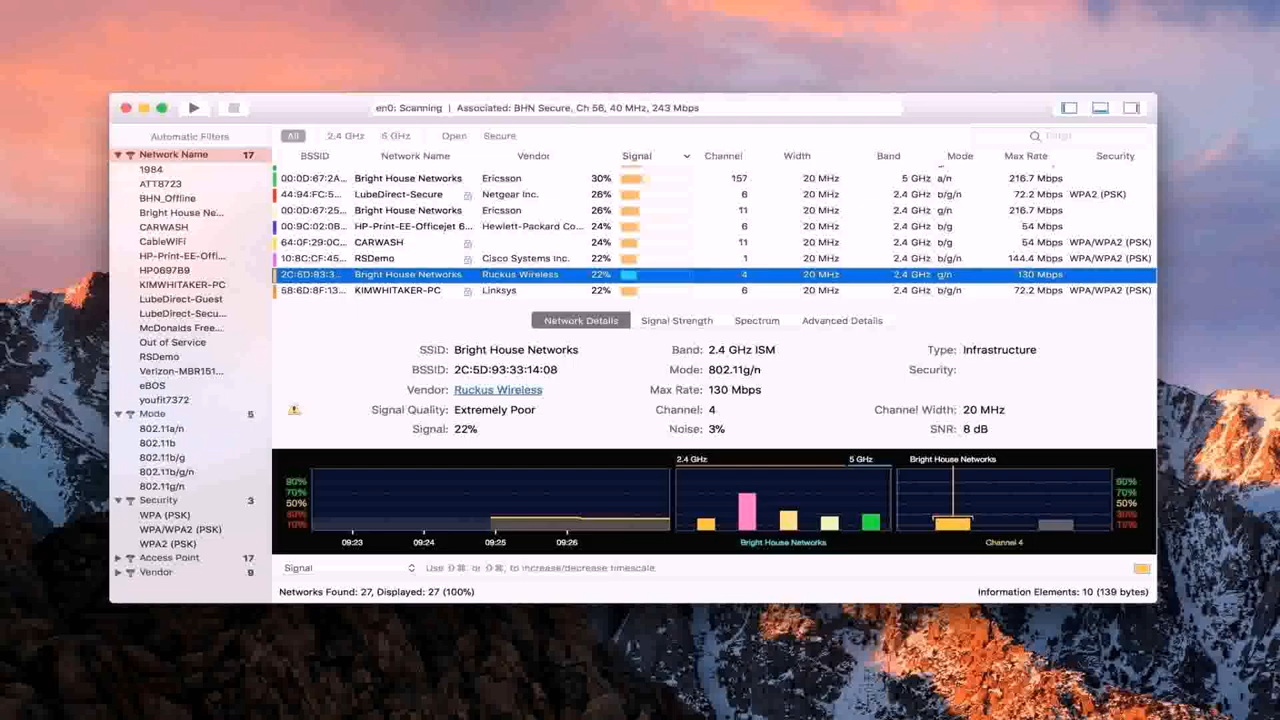 en0: Scanning | Associated: BHN Secure, Ch 56, 40 MHz, 243 Mbps
Automatic Filters
All 2.4 GHz 5 GHz Open Secure
BSSID Network Name Vendor Signal Channel Width Band Mode Max Rate Security
Network Name 17
1984
ATT8723
BHN_Offline
Bright House Ne...
CARWASH
CableWiFi
HP-Print-EE-Offi...
HP0697B9
KIMWHITAKER-PC
LubeDirect-Guest
LubeDirect-Secu...
McDonalds Free...
Out of Service
RSDemo
Verizon-MBR151...
eBOS
youfit7372
Mode 5
802.11a/n
802.11b
802.11b/g
802.11b/g/n
802.11g/n
Security 3
WPA (PSK)
WPA/WPA2 (PSK)
WPA2 (PSK)
Access Point 17
Vendor 9
00:0D:67:2A... Bright House Networks Ericsson 30% 157 20 MHz 5 GHz a/n 216.7 Mbps
44:94:FC:5... LubeDirect-Secure Netgear Inc. 26% 6 20 MHz 2.4 GHz b/g/n 72.2 Mbps WPA2 (PSK)
00:0D:67:25... Bright House Networks Ericsson 26% 11 20 MHz 2.4 GHz g/n 216.7 Mbps
00:9C:02:0B... HP-Print-EE-Officejet 6... Hewlett-Packard Co... 24% 6 20 MHz 2.4 GHz b/g 54 Mbps
64:0F:29:0C... CARWASH 24% 11 20 MHz 2.4 GHz b/g 54 Mbps WPA/WPA2 (PSK)
10:8C:CF:45... RSDemo Cisco Systems Inc. 22% 1 20 MHz 2.4 GHz b/g/n 144.4 Mbps WPA/WPA2 (PSK)
2C:5D:93:3... Bright House Networks Ruckus Wireless 22% 4 20 MHz 2.4 GHz g/n 130 Mbps
58:6D:8F:13... KIMWHITAKER-PC Linksys 22% 6 20 MHz 2.4 GHz b/g/n 72.2 Mbps WPA/WPA2 (PSK)
Network Details Signal Strength Spectrum Advanced Details
SSID: Bright House Networks Band: 2.4 GHz ISM Type: Infrastructure
BSSID: 2C:5D:93:33:14:08 Mode: 802.11g/n Security:
Vendor: Ruckus Wireless Max Rate: 130 Mbps
Signal Quality: Extremely Poor Channel: 4 Channel Width: 20 MHz
Signal: 22% Noise: 3% SNR: 8 dB
2.4 GHz 5 GHz Bright House Networks
90% 90%
70% 70%
50% 50%
30% 30%
10% 10%
09:23 09:24 09:25 09:26 Bright House Networks Channel 4
Signal Use ⇧⌘. or ⇧⌘, to increase/decrease timescale.
Networks Found: 27, Displayed: 27 (100%) Information Elements: 10 (139 bytes)